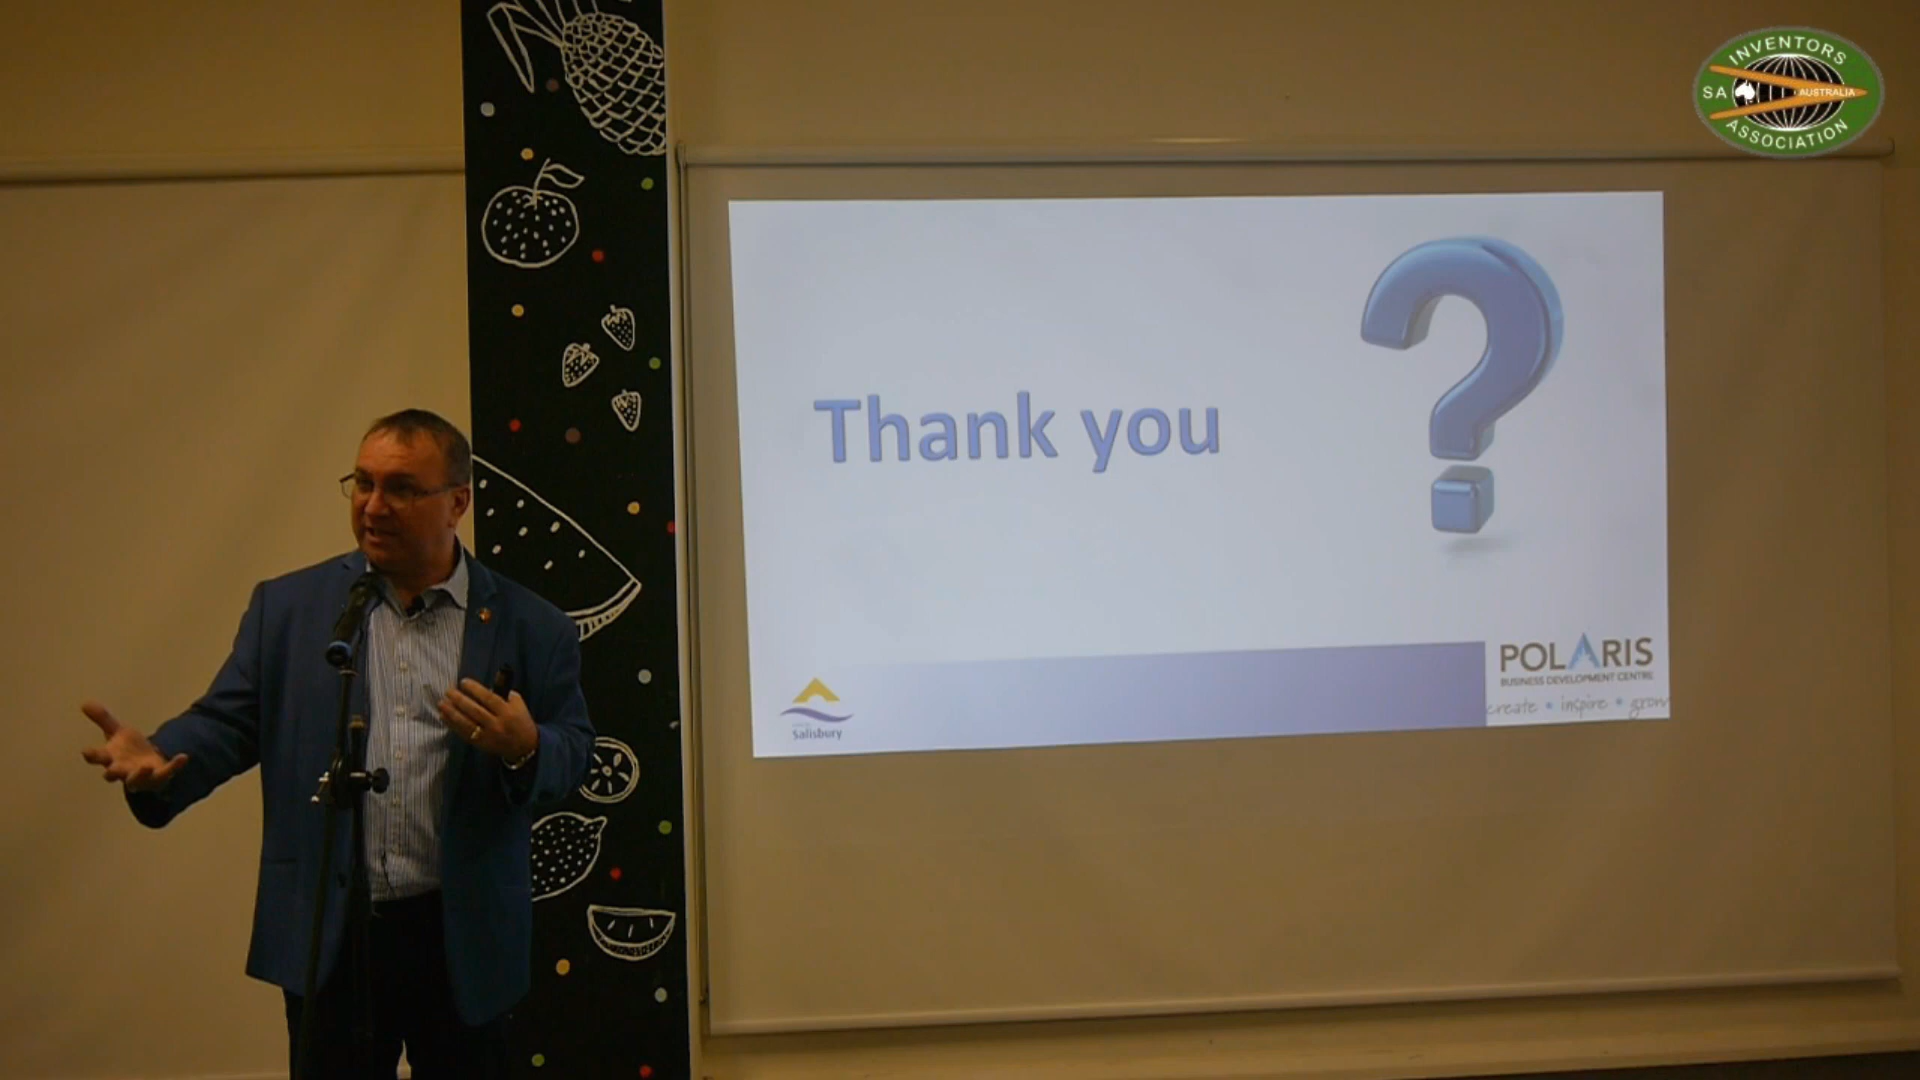 INVENTORS
SA AUSTRALIA
ASSOCIATION
Thank you
POLARIS
BUSINESS DEVELOPMENT CENTRE
create • inspire • grow
Salisbury